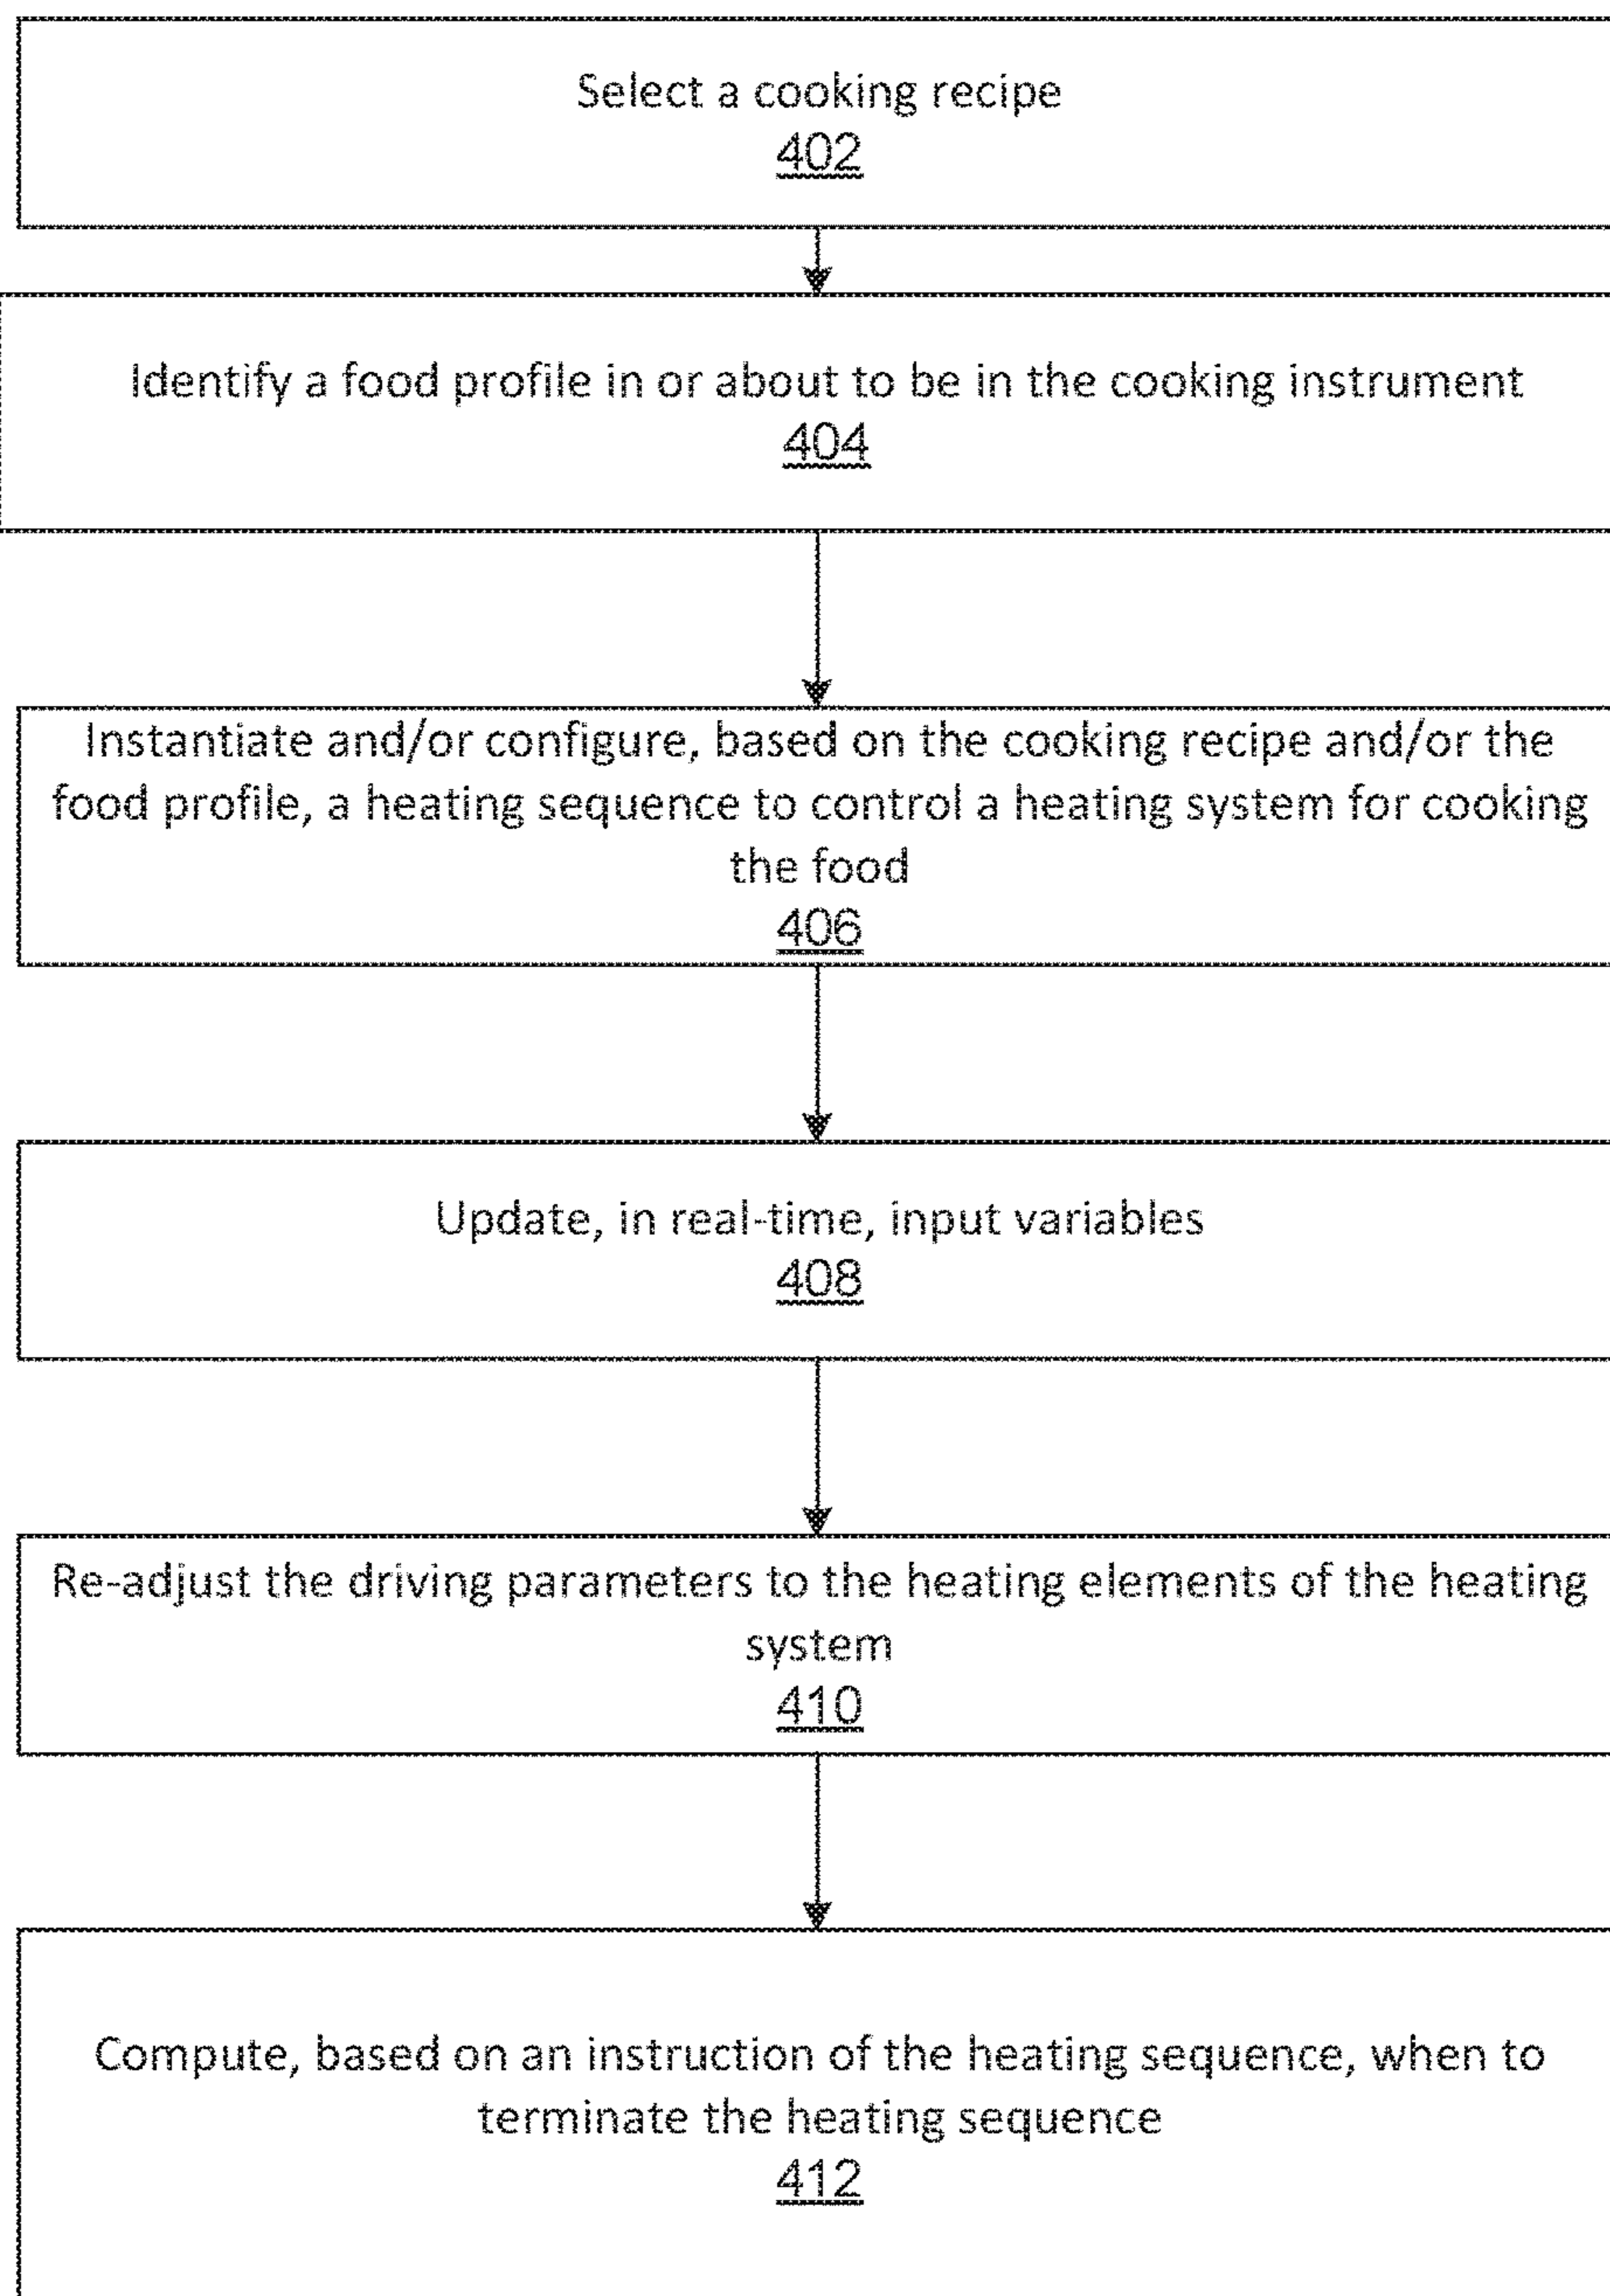 Select a cooking recipe
402
Identify a food profile in or about to be in the cooking instrument
404
Instantiate and/or configure, based on the cooking recipe and/or the
food profile, a heating sequence to control a heating system for cooking
the food
406
Update, in real-time, input variables
408
Re-adjust the driving parameters to the heating elements of the heating
system
410
Compute, based on an instruction of the heating sequence, when to
terminate the heating sequence
412